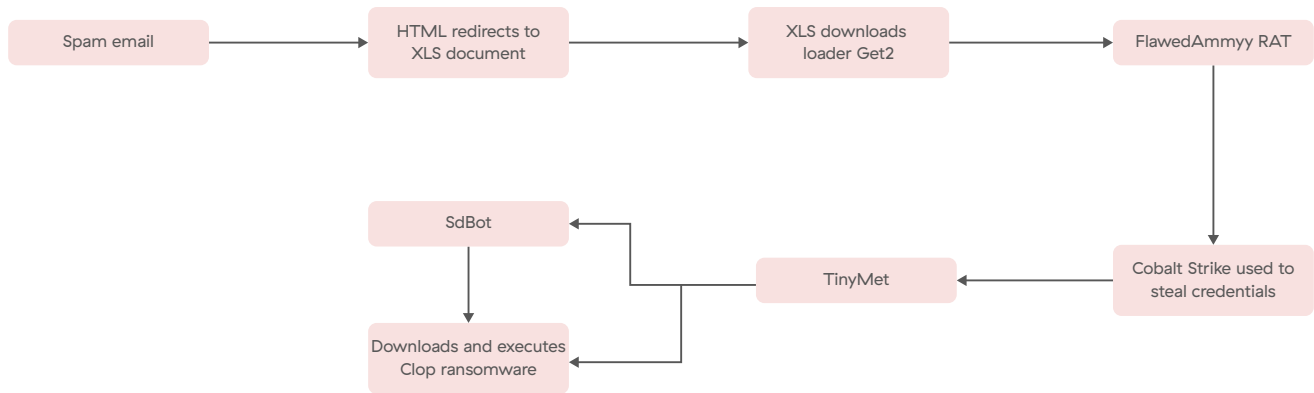 Spam email
HTML redirects to
XLS document
XLS downloads
loader Get2
FlawedAmmyy RAT
Cobalt Strike used to
steal credentials
TinyMet
SdBot
Downloads and executes
Clop ransomware